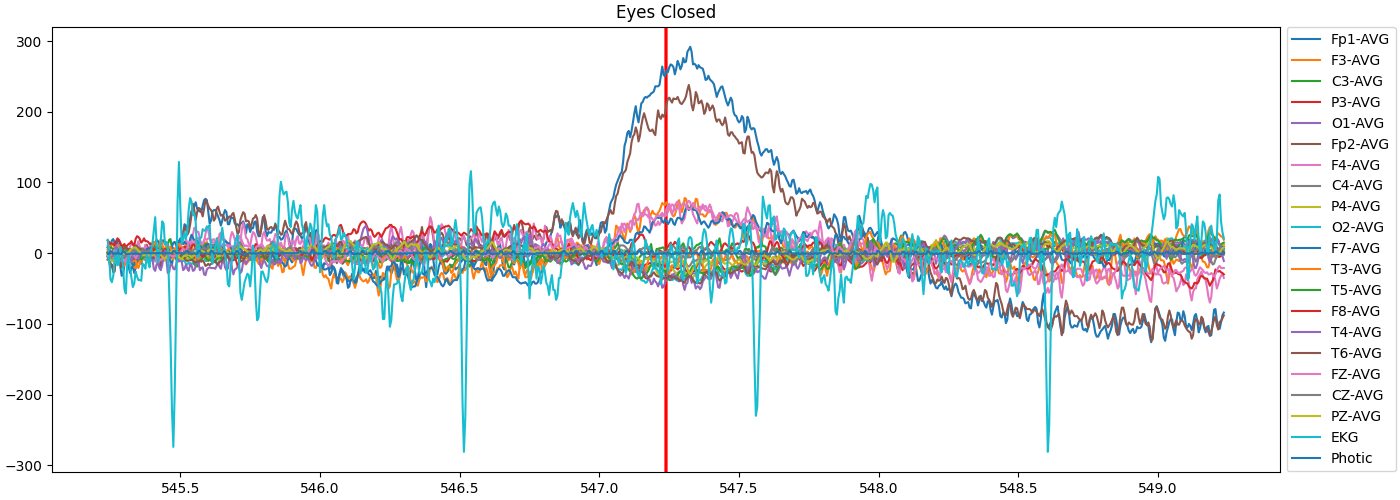 Eyes Closed
300
200
100
0
−100
−200
−300
545.5 546.0 546.5 547.0 547.5 548.0 548.5 549.0
Fp1-AVG
F3-AVG
C3-AVG
P3-AVG
O1-AVG
Fp2-AVG
F4-AVG
C4-AVG
P4-AVG
O2-AVG
F7-AVG
T3-AVG
T5-AVG
F8-AVG
T4-AVG
T6-AVG
FZ-AVG
CZ-AVG
PZ-AVG
EKG
Photic